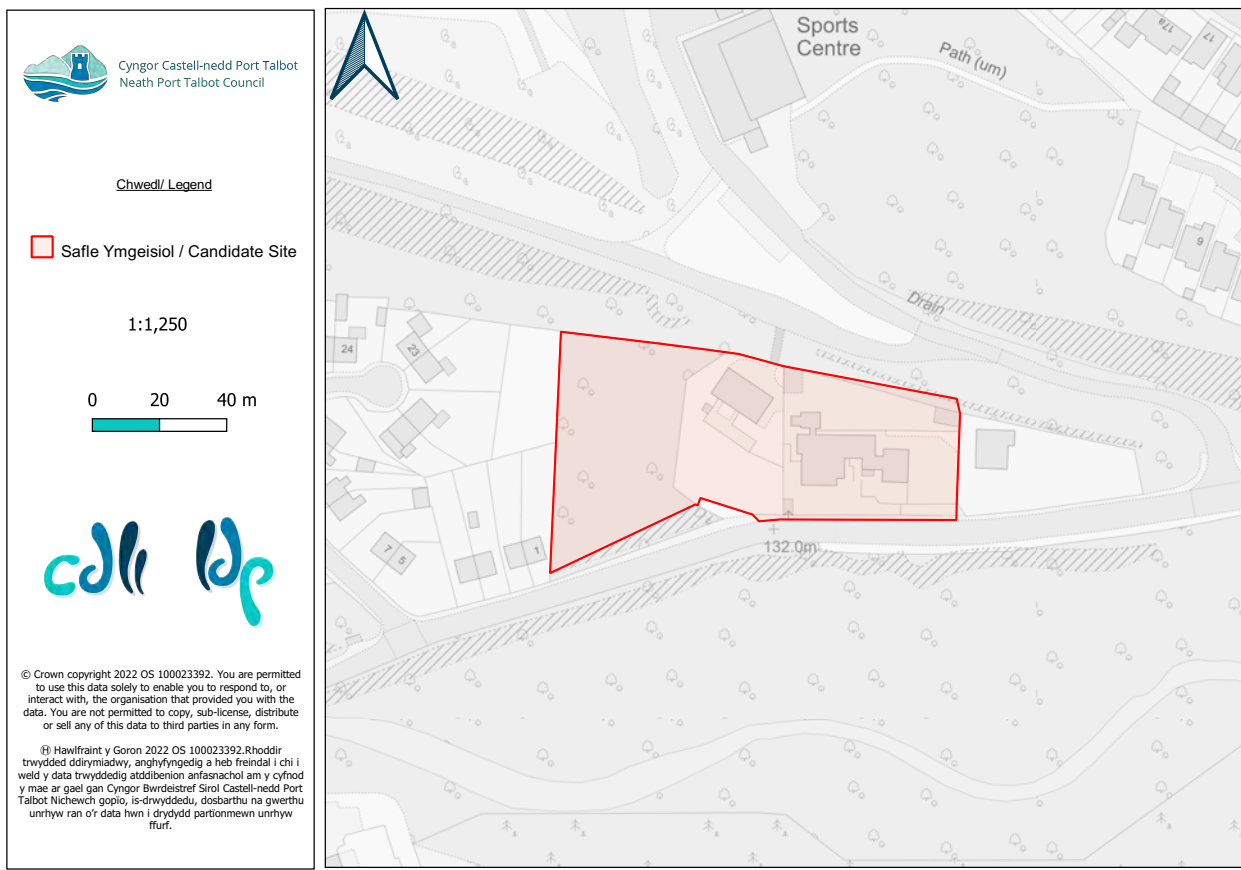 Cyngor Castell-nedd Port Talbot
Neath Port Talbot Council
Chwedl/ Legend
Safle Ymgeisiol / Candidate Site
1:1,250
0 20 40 m
cdll ldp
© Crown copyright 2022 OS 100023392. You are permitted
to use this data solely to enable you to respond to, or
interact with, the organisation that provided you with the
data. You are not permitted to copy, sub-license, distribute
or sell any of this data to third parties in any form.
Ⓗ Hawlfraint y Goron 2022 OS 100023392.Rhoddir
trwydded ddirymiadwy, anghyfyngedig a heb freindal i chi i
weld y data trwyddedig atddibenion anfasnachol am y cyfnod
y mae ar gael gan Cyngor Bwrdeistref Sirol Castell-nedd Port
Talbot Nichewch gopïo, is-drwyddedu, dosbarthu na gwerthu
unrhyw ran o'r data hwn i drydydd partïonmewn unrhyw
ffurf.
Sports
Centre
Path (um)
17a
17
9
Drain
24
23
7 5
1
132.0m